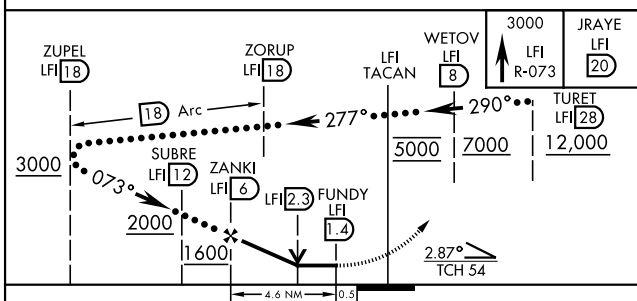 ZUPEL
LFI 18
ZORUP
LFI 18
LFI
TACAN
WETOV
LFI
8
3000
LFI
R-073
JRAYE
LFI
20
18 Arc
277°
290°
TURET
LFI 28
3000
5000
7000
12,000
073°
SUBRE
LFI 12
ZANKI
LFI 6
LFI 2.3
FUNDY
LFI
1.4
2000
1600
2.87°
TCH 54
4.6 NM
0.5